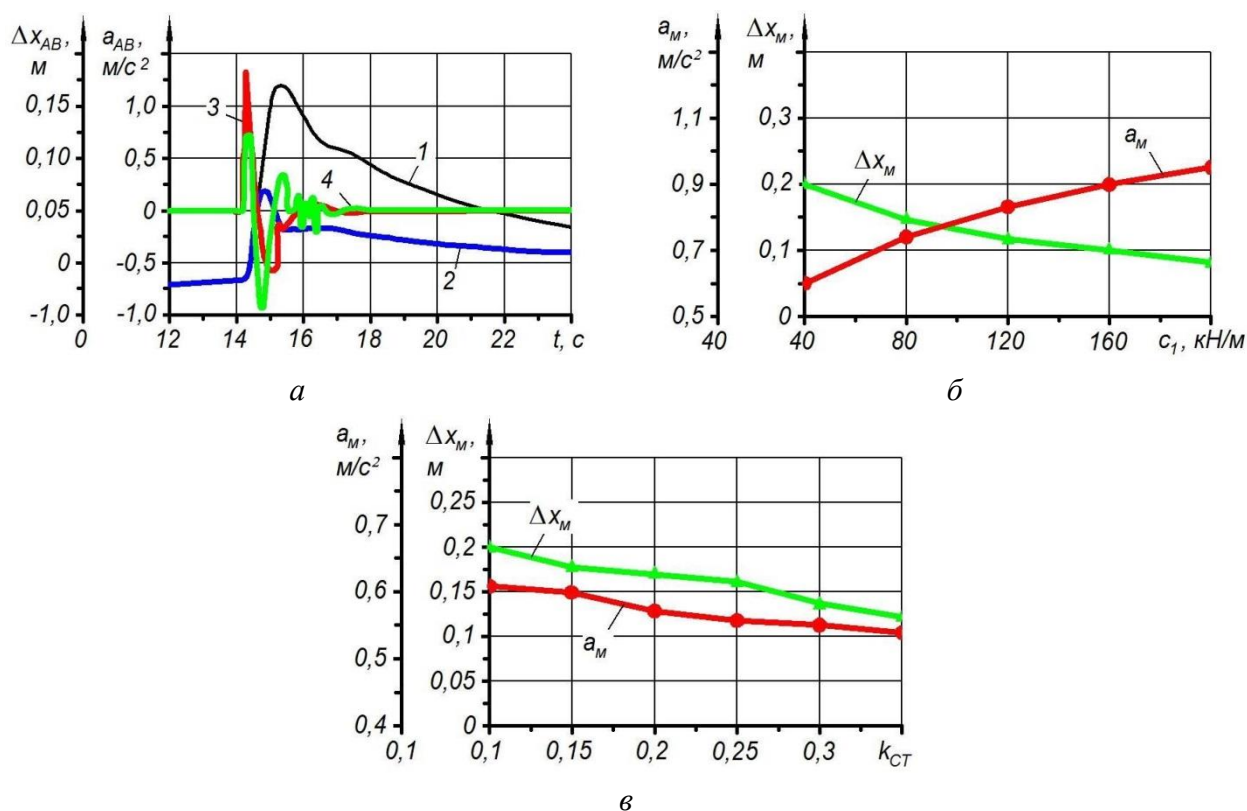 Δx_AB, a_AB,
м м/с²
0,15 1,0
0,10 0,5
0,05 0
0 -0,5
-1,0 -1,0
3 1 4 2
0 12 14 16 18 20 22 t, с
а
a_м, Δx_м,
м/с² м
1,1 0,3
0,9 0,2
0,7 0,1
0,5 0
Δx_м a_м
40 40 80 120 160 c₁, кН/м
б
a_м, Δx_м,
м/с² м
0,25
0,7 0,2
0,6 0,15
0,5 0,1
0,05
0,4 0
Δx_м
a_м
0,1 0,1 0,15 0,2 0,25 0,3 k_СТ
в